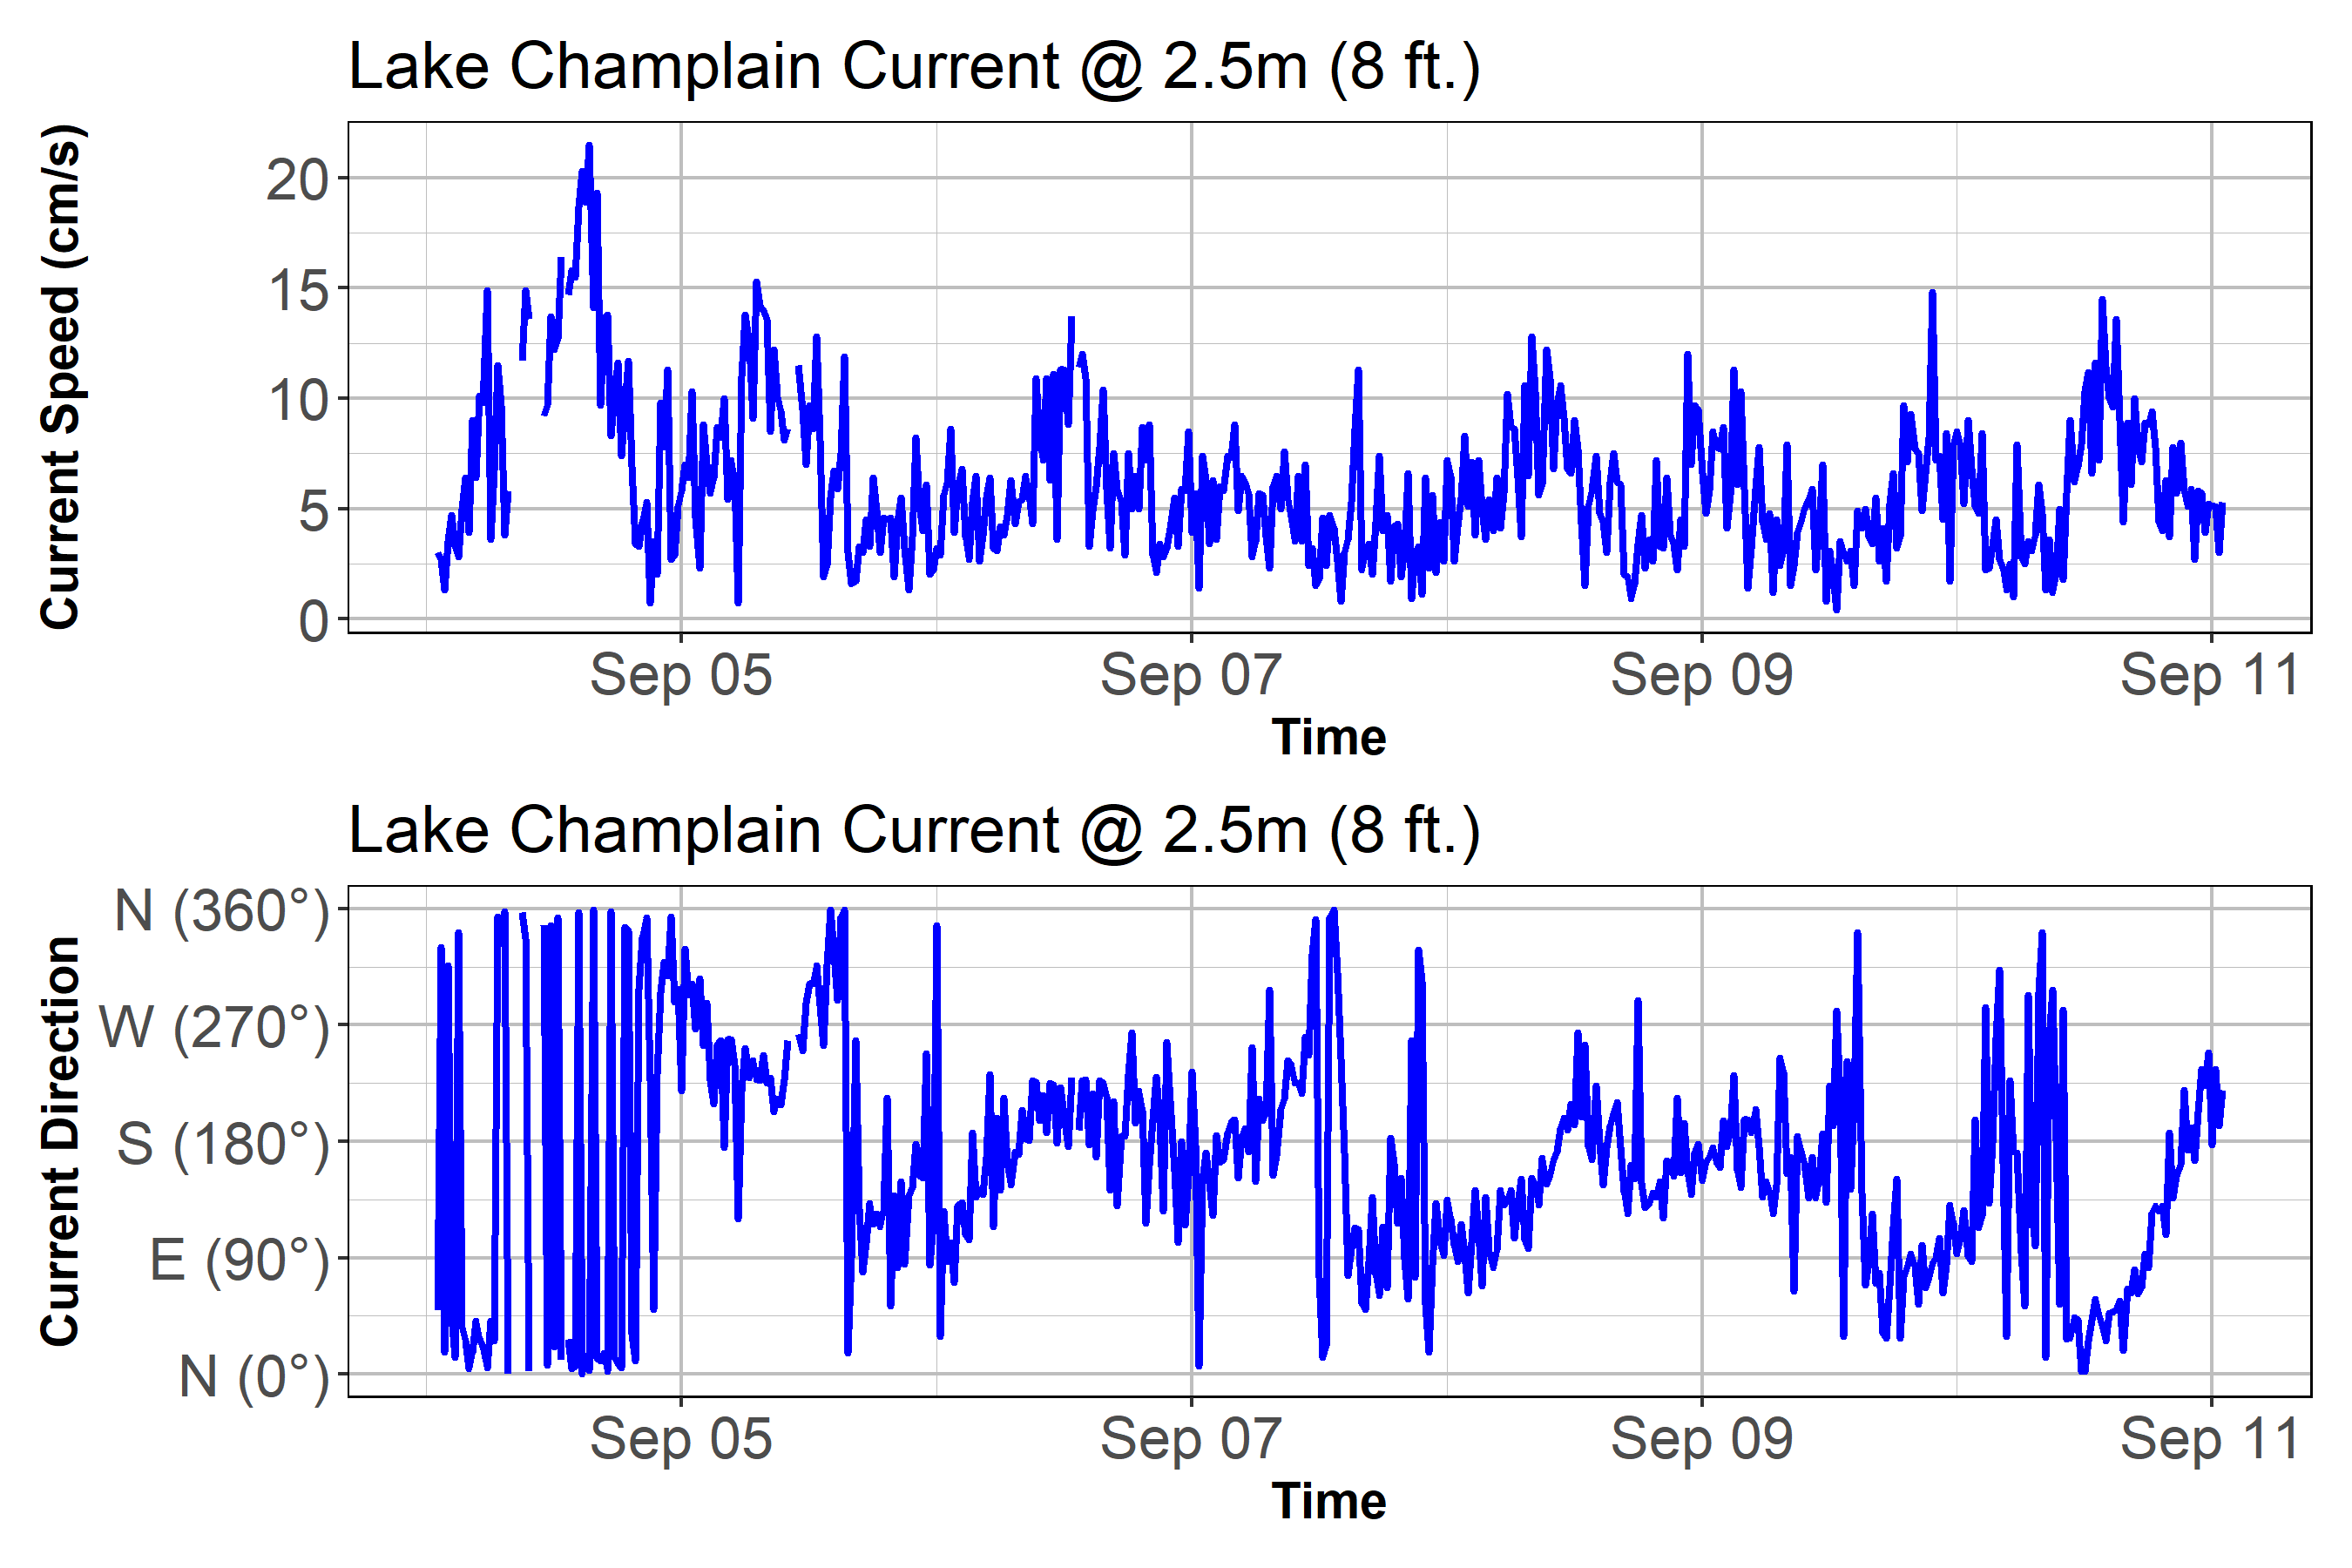 Lake Champlain Current @ 2.5m (8 ft.)
Current Speed (cm/s)
20
15
10
5
0
Sep 05 Sep 07 Sep 09 Sep 11
Time
Lake Champlain Current @ 2.5m (8 ft.)
Current Direction
N (360°)
W (270°)
S (180°)
E (90°)
N (0°)
Sep 05 Sep 07 Sep 09 Sep 11
Time